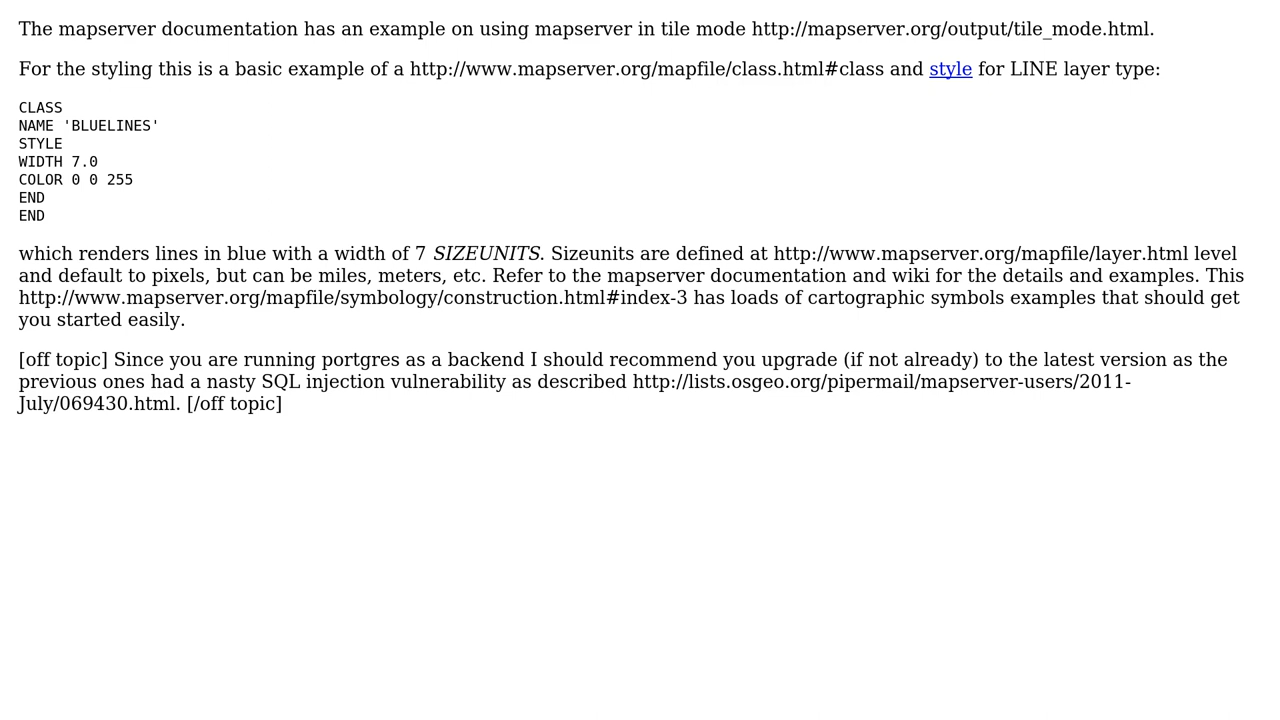 The mapserver documentation has an example on using mapserver in tile mode http://mapserver.org/output/tile_mode.html.
For the styling this is a basic example of a http://www.mapserver.org/mapfile/class.html#class and style for LINE layer type:
CLASS
NAME 'BLUELINES'
STYLE
WIDTH 7.0
COLOR 0 0 255
END
END
which renders lines in blue with a width of 7 SIZEUNITS. Sizeunits are defined at http://www.mapserver.org/mapfile/layer.html level
and default to pixels, but can be miles, meters, etc. Refer to the mapserver documentation and wiki for the details and examples. This
http://www.mapserver.org/mapfile/symbology/construction.html#index-3 has loads of cartographic symbols examples that should get
you started easily.
[off topic] Since you are running portgres as a backend I should recommend you upgrade (if not already) to the latest version as the
previous ones had a nasty SQL injection vulnerability as described http://lists.osgeo.org/pipermail/mapserver-users/2011-
July/069430.html. [/off topic]